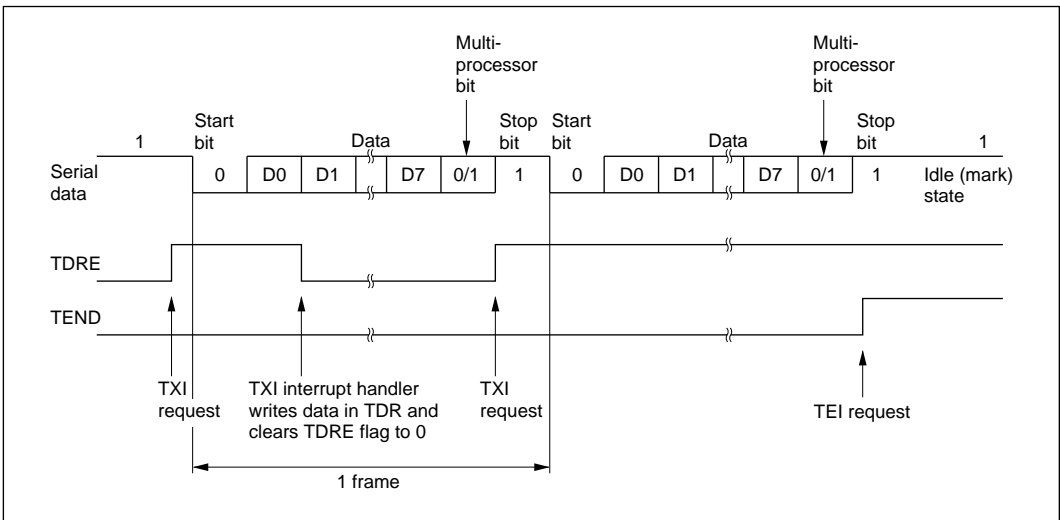 Multi-
processor
bit
Multi-
processor
bit
1
Start
bit
Data
Stop
bit
Start
bit
Data
Stop
bit
1
Serial
data
0 D0 D1 D7 0/1 1 0 D0 D1 D7 0/1 1
Idle (mark)
state
TDRE
TEND
TXI
request
TXI interrupt handler
writes data in TDR and
clears TDRE flag to 0
TXI
request
TEI request
1 frame